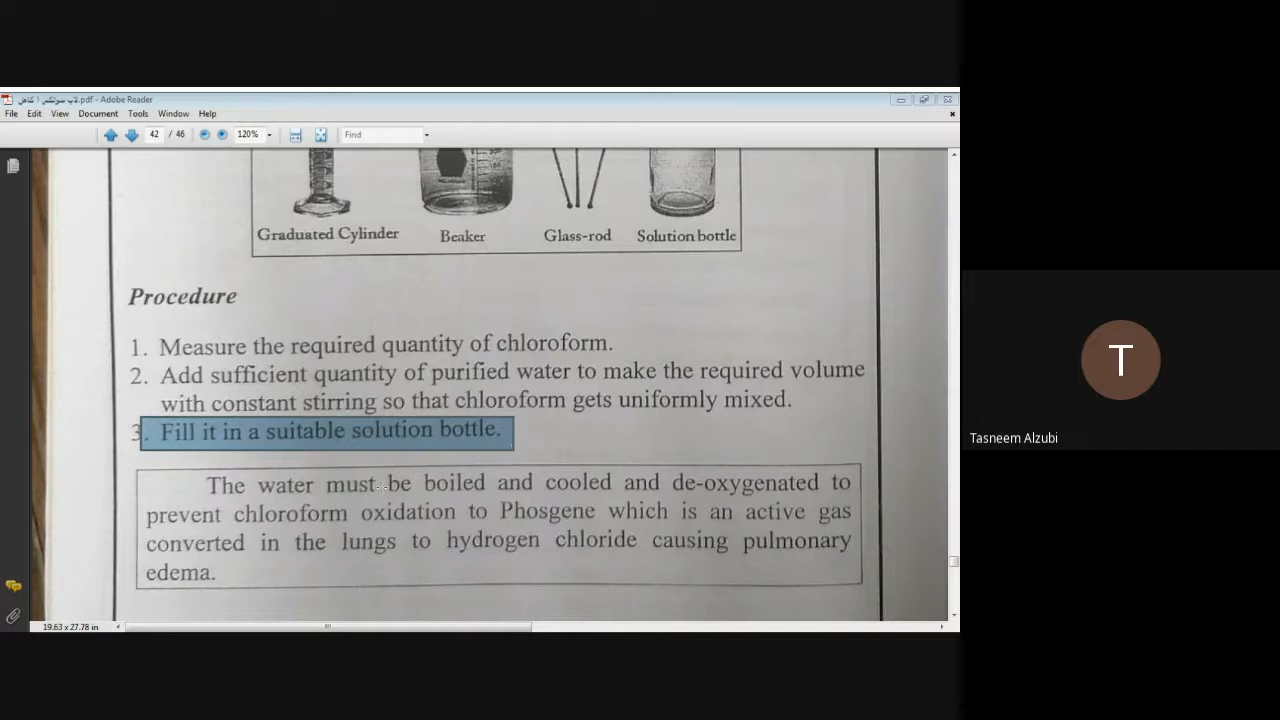 لاب سوتكس ١ كامل.pdf - Adobe Reader
File Edit View Document Tools Window Help
42 / 46 120% Find
Graduated Cylinder Beaker Glass-rod Solution bottle
Procedure
1. Measure the required quantity of chloroform.
2. Add sufficient quantity of purified water to make the required volume
with constant stirring so that chloroform gets uniformly mixed.
3. Fill it in a suitable solution bottle.
The water must be boiled and cooled and de-oxygenated to
prevent chloroform oxidation to Phosgene which is an active gas
converted in the lungs to hydrogen chloride causing pulmonary
edema.
19.63 x 27.78 in
T
Tasneem Alzubi